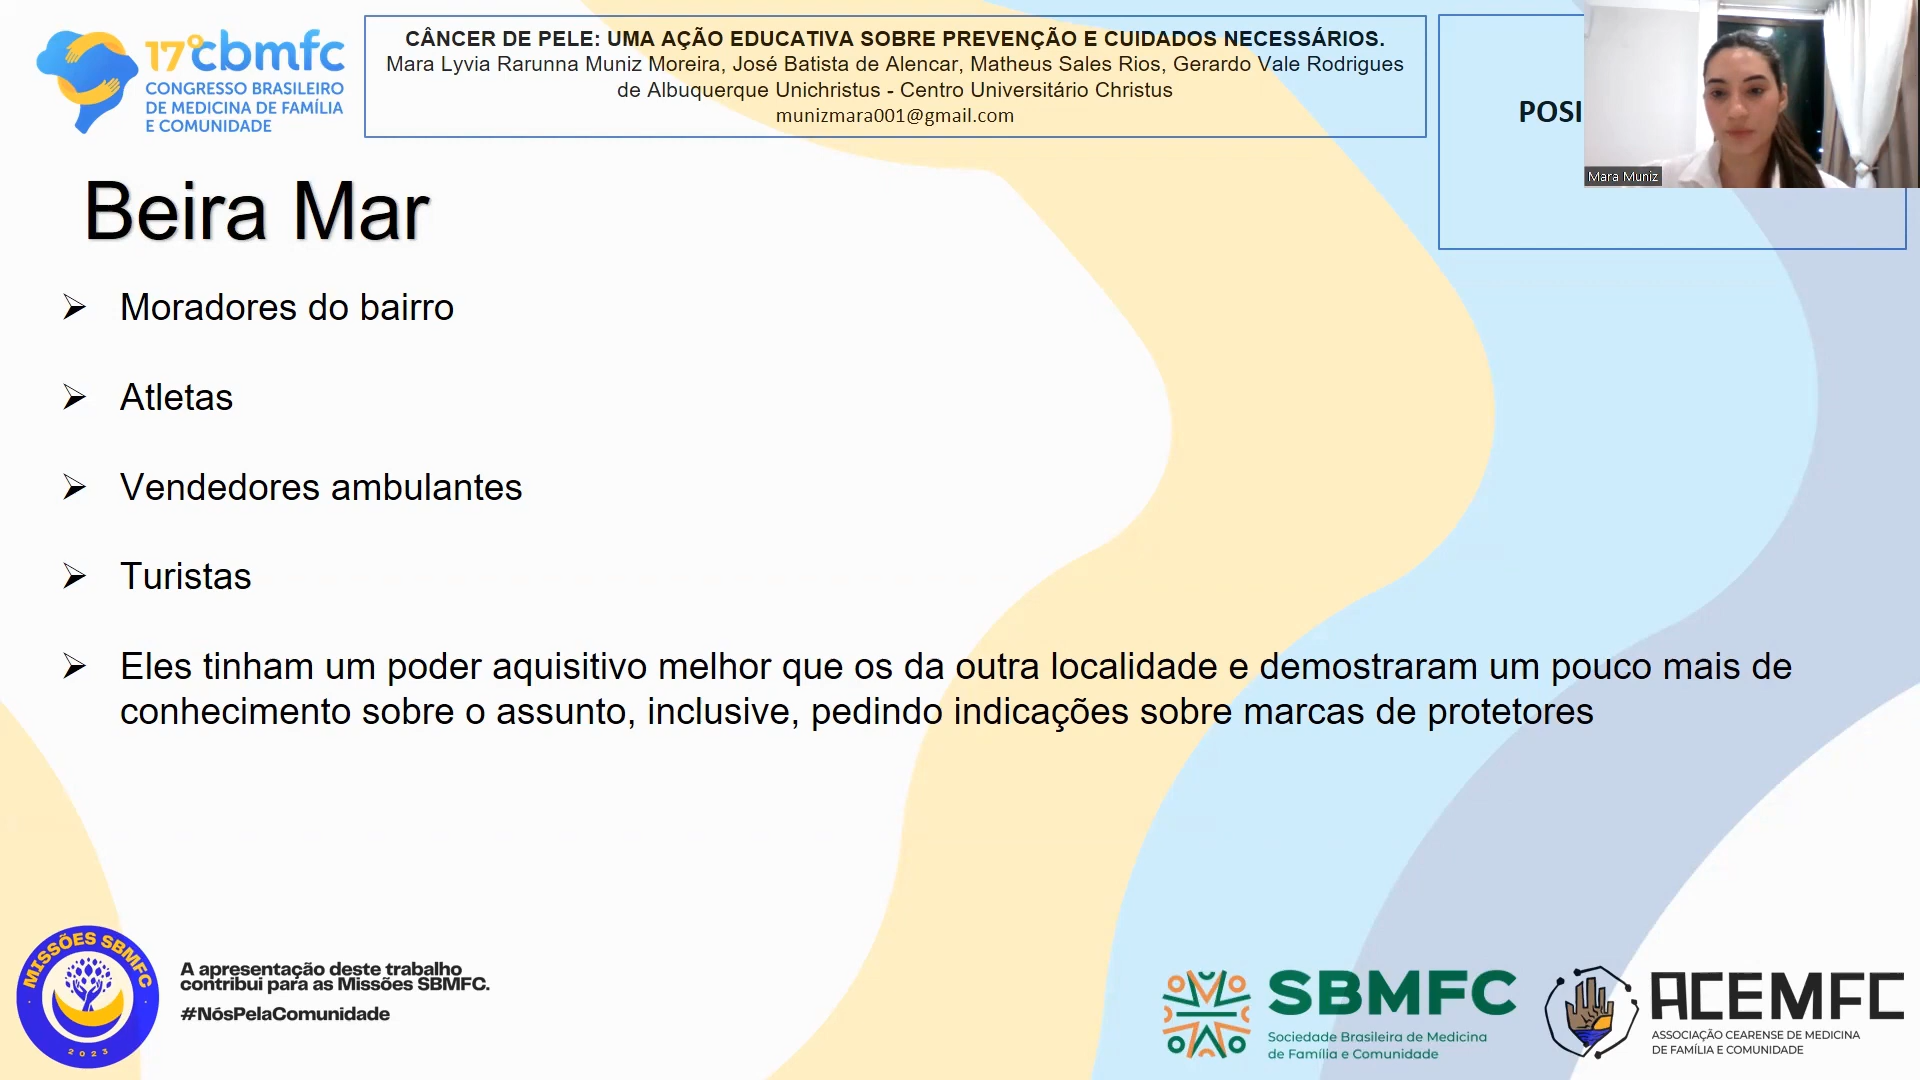 17º cbmfc
CONGRESSO BRASILEIRO
DE MEDICINA DE FAMÍLIA
E COMUNIDADE
CÂNCER DE PELE: UMA AÇÃO EDUCATIVA SOBRE PREVENÇÃO E CUIDADOS NECESSÁRIOS.
Mara Lyvia Rarunna Muniz Moreira, José Batista de Alencar, Matheus Sales Rios, Gerardo Vale Rodrigues
de Albuquerque Unichristus - Centro Universitário Christus
munizmara001@gmail.com
POSI
Mara Muniz
Beira Mar
Moradores do bairro
Atletas
Vendedores ambulantes
Turistas
Eles tinham um poder aquisitivo melhor que os da outra localidade e demostraram um pouco mais de
conhecimento sobre o assunto, inclusive, pedindo indicações sobre marcas de protetores
MISSÕES SBMFC
2023
A apresentação deste trabalho
contribui para as Missões SBMFC.
#NósPelaComunidade
SBMFC
Sociedade Brasileira de Medicina
de Família e Comunidade
ACEMFC
ASSOCIAÇÃO CEARENSE DE MEDICINA
DE FAMÍLIA E COMUNIDADE